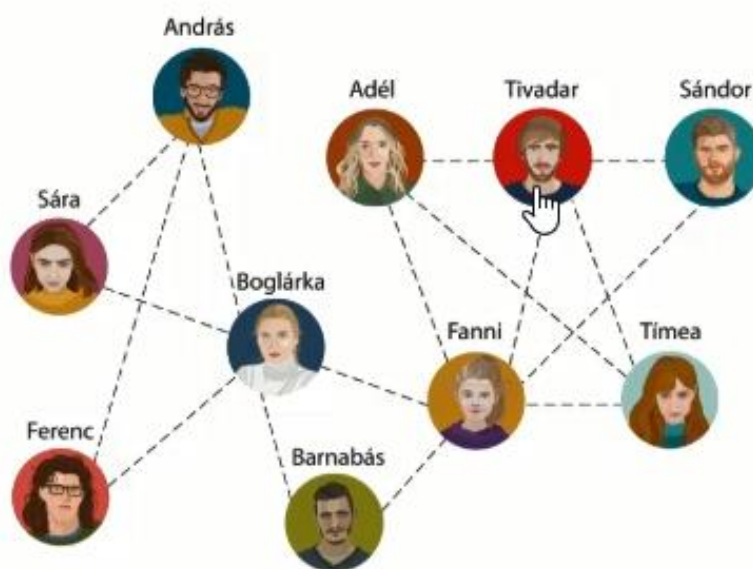 András
Adél
Tivadar
Sándor
Sára
Boglárka
Fanni
Tímea
Ferenc
Barnabás